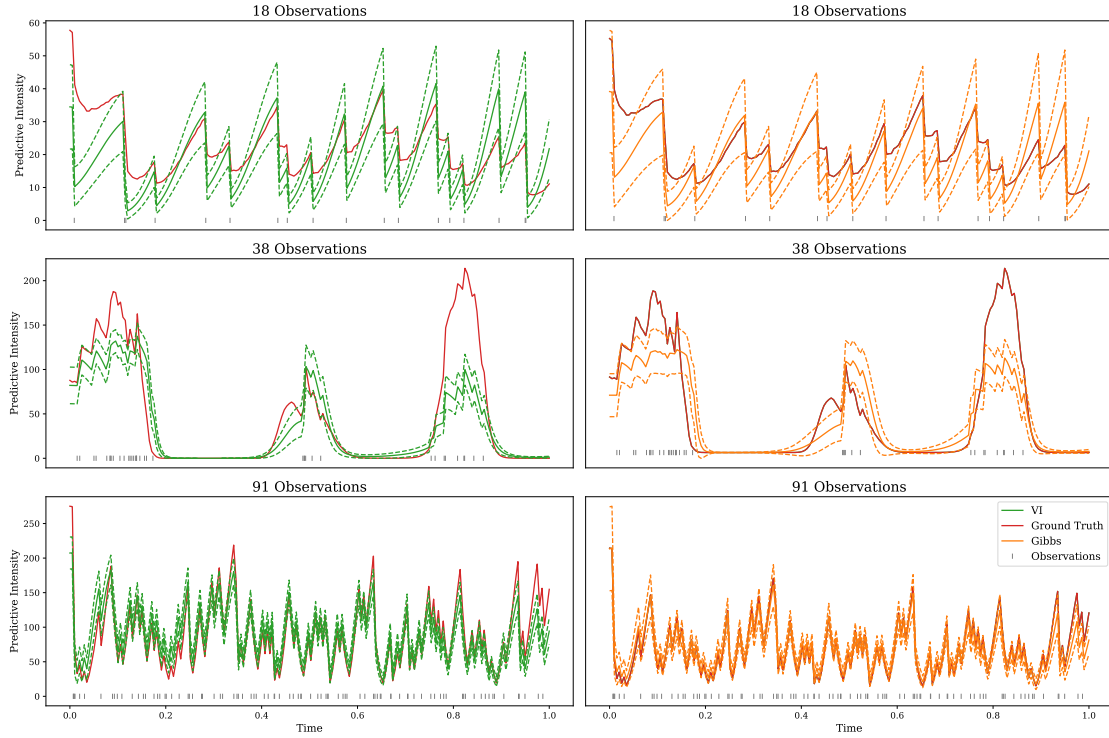 18 Observations
18 Observations
Predictive Intensity
60
50
40
30
20
10
0
38 Observations
38 Observations
Predictive Intensity
200
150
100
50
0
91 Observations
91 Observations
Predictive Intensity
250
200
150
100
50
0
VI
Ground Truth
Gibbs
Observations
0.0 0.2 0.4 0.6 0.8 1.0
0.0 0.2 0.4 0.6 0.8 1.0
Time
Time